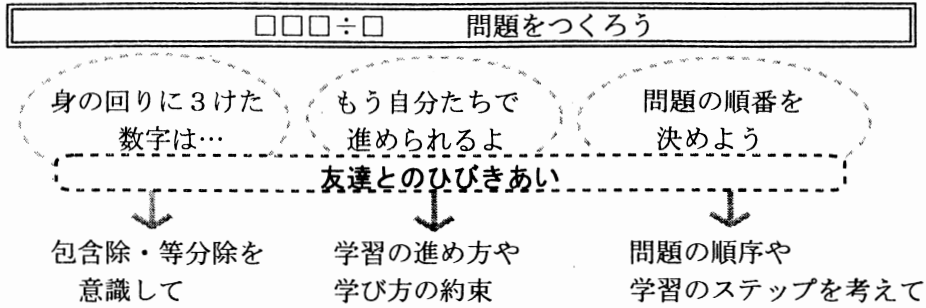 □□□÷□　　問題をつくろう
身の回りに３けた
数字は…
もう自分たちで
進められるよ
問題の順番を
決めよう
友達とのひびきあい
包含除・等分除を
意識して
学習の進め方や
学び方の約束
問題の順序や
学習のステップを考えて